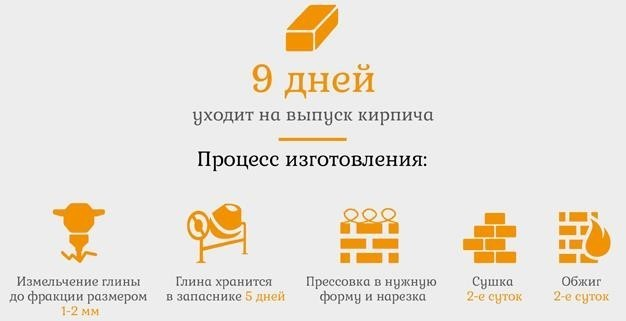 9 дней
уходит на выпуск кирпича
Процесс изготовления:
Измельчение глины
до фракции размером
1-2 мм
Глина хранится
в запаснике 5 дней
Прессовка в нужную
форму и нарезка
Сушка
2-е суток
Обжиг
2-е суток